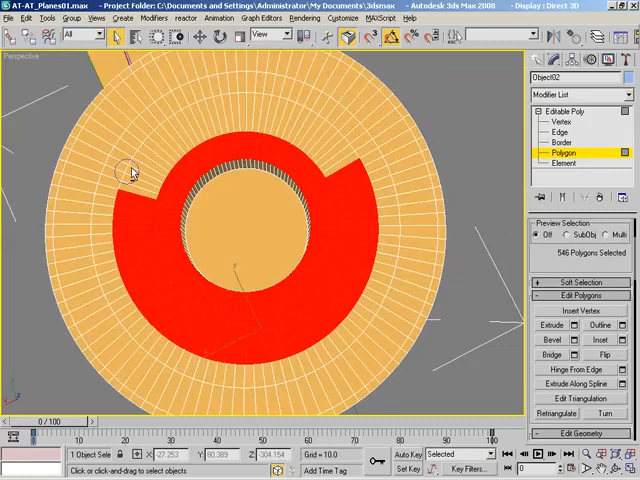 AT-AT_Planes01.max - Project Folder: C:\Documents and Settings\Administrator\My Documents\3dsmax - Autodesk 3ds Max 2008 - Display : Direct 3D
File Edit Tools Group Views Create Modifiers reactor Animation Graph Editors Rendering Customize MAXScript Help
All View
Perspective
Object02
Modifier List
Editable Poly
Vertex
Edge
Border
Polygon
Element
Preview Selection
Off SubObj Multi
546 Polygons Selected
+ Soft Selection
- Edit Polygons
Insert Vertex
Extrude Outline
Bevel Inset
Bridge Flip
Hinge From Edge
Extrude Along Spline
Edit Triangulation
Retriangulate Turn
- Edit Geometry
0 / 100
0 10 20 30 40 50 60 70 80 90 100
1 Object Sele X: -27.253 Y: 80.389 Z: -304.154 Grid = 10.0 Auto Key Selected
Click or click-and-drag to select objects Add Time Tag Set Key Key Filters... 0